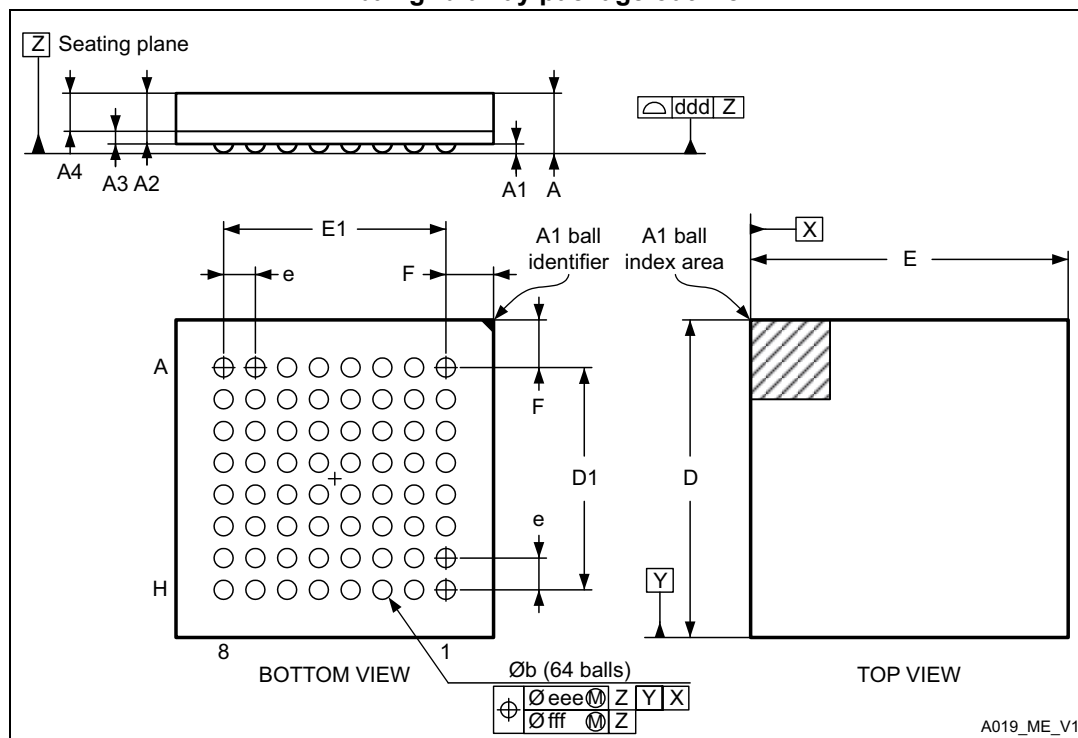 Z Seating plane
ddd Z
A4
A3
A2
A1
A
E1
e
F
A1 ball
identifier
A1 ball
index area
X
E
A
F
D1
D
e
H
Y
8
1
BOTTOM VIEW
Øb (64 balls)
TOP VIEW
Ø eee Ⓜ Z Y X
Ø fff Ⓜ Z
A019_ME_V1